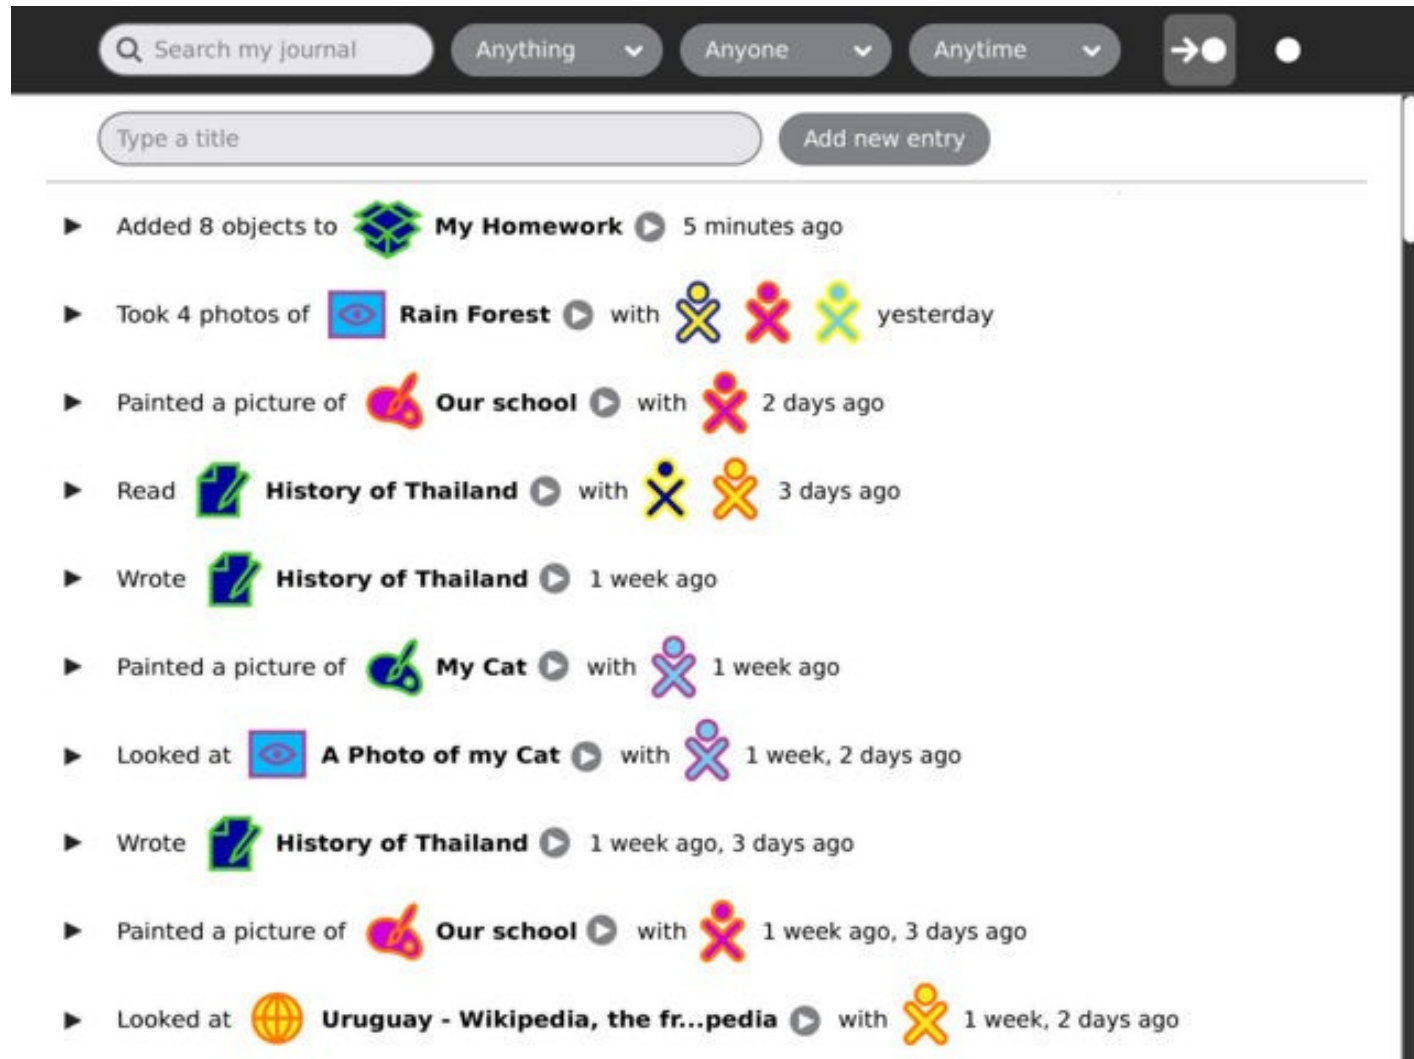 Search my journal Anything Anyone Anytime
Type a title Add new entry
Added 8 objects to My Homework 5 minutes ago
Took 4 photos of Rain Forest with yesterday
Painted a picture of Our school with 2 days ago
Read History of Thailand with 3 days ago
Wrote History of Thailand 1 week ago
Painted a picture of My Cat with 1 week ago
Looked at A Photo of my Cat with 1 week, 2 days ago
Wrote History of Thailand 1 week ago, 3 days ago
Painted a picture of Our school with 1 week ago, 3 days ago
Looked at Uruguay - Wikipedia, the fr...pedia with 1 week, 2 days ago